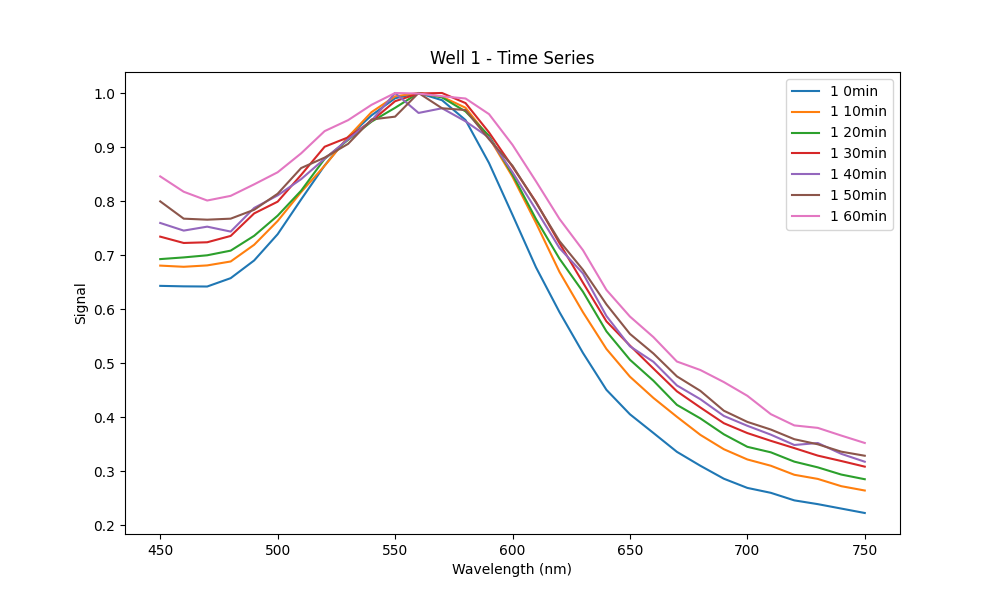 Well 1 - Time Series
Signal
1.0
0.9
0.8
0.7
0.6
0.5
0.4
0.3
0.2
1 0min
1 10min
1 20min
1 30min
1 40min
1 50min
1 60min
450 500 550 600 650 700 750
Wavelength (nm)